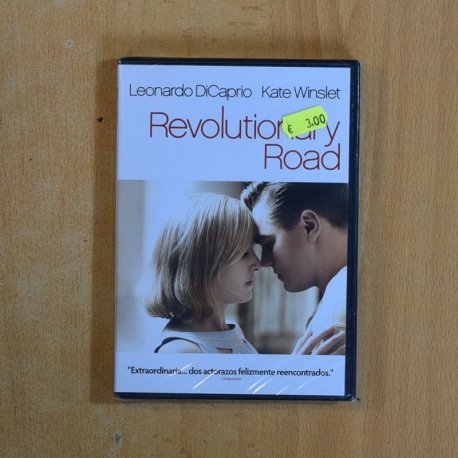 Leonardo DiCaprio Kate Winslet
Revolutionary
€ 3.00
Road
"Extraordinaria... dos actorazos felizmente reencontrados."